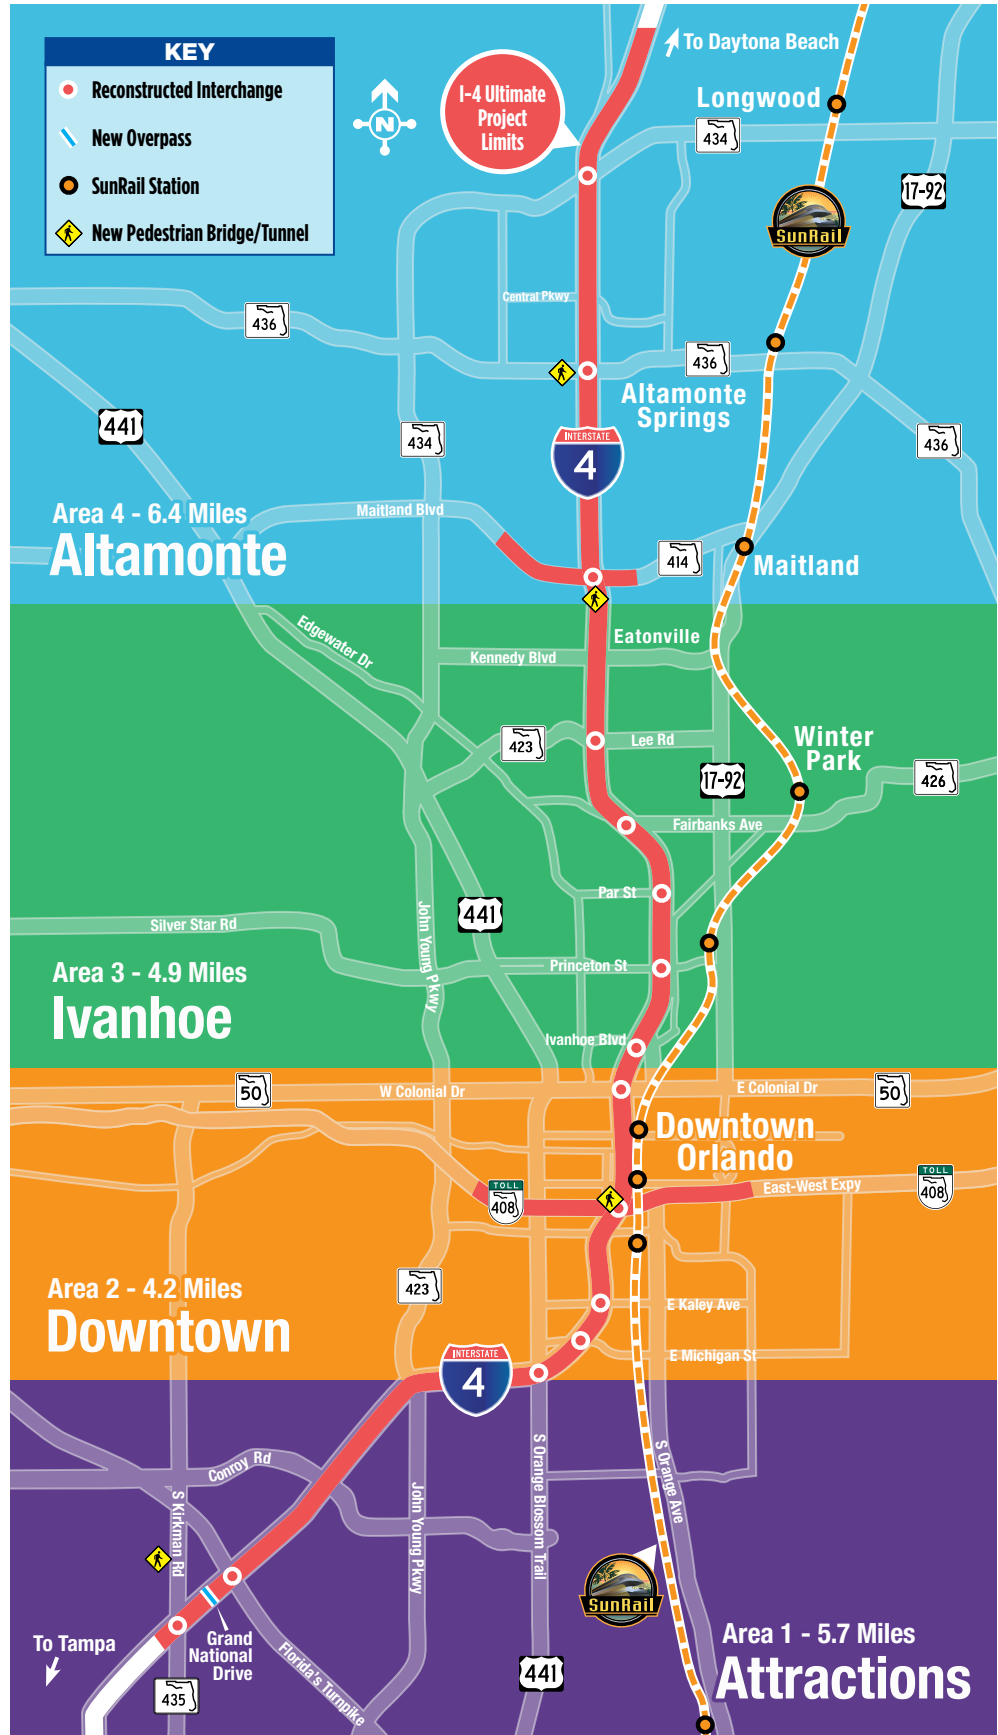 KEY
Reconstructed Interchange
New Overpass
SunRail Station
New Pedestrian Bridge/Tunnel
N
I-4 Ultimate
Project
Limits
To Daytona Beach
Longwood
434
17-92
SunRail
Central Pkwy
436
436
Altamonte
Springs
441
434
436
INTERSTATE
4
Area 4 - 6.4 Miles
Altamonte
Maitland Blvd
414
Maitland
Eatonville
Edgewater Dr
Kennedy Blvd
423
Lee Rd
Winter
Park
17-92
426
Fairbanks Ave
Par St
John Young Pkwy
441
Silver Star Rd
Princeton St
Area 3 - 4.9 Miles
Ivanhoe
Ivanhoe Blvd
50
W Colonial Dr
E Colonial Dr
50
Downtown
Orlando
TOLL
408
East-West Expy
TOLL
408
423
Area 2 - 4.2 Miles
Downtown
E Kaley Ave
E Michigan St
INTERSTATE
4
Conroy Rd
S Kirkman Rd
John Young Pkwy
S Orange Blossom Trail
S Orange Ave
SunRail
To Tampa
Grand
National
Drive
Florida's Turnpike
435
441
Area 1 - 5.7 Miles
Attractions